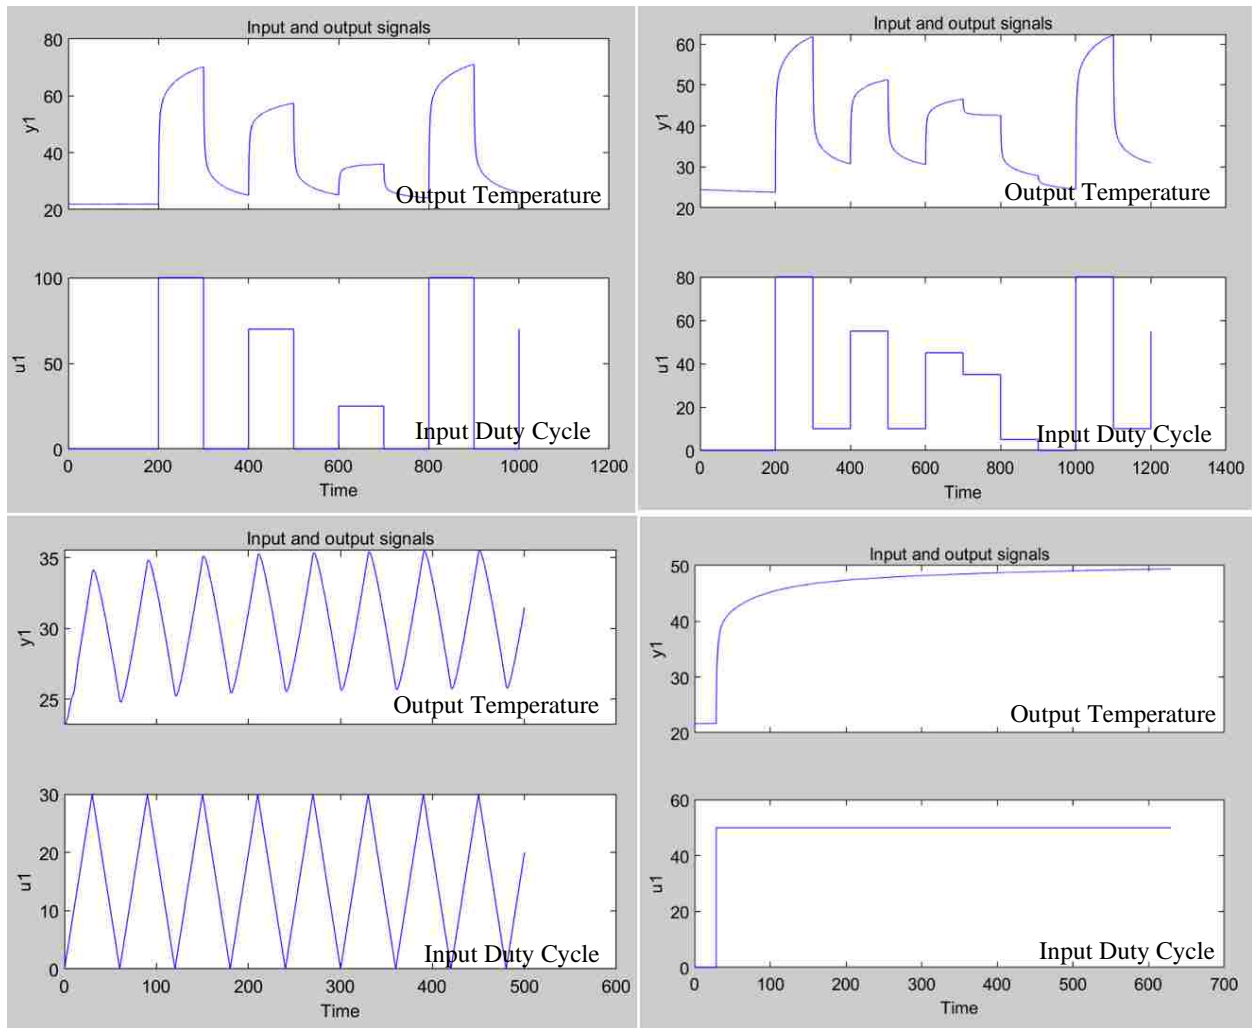 Input and output signals
80
60
40
20
y1
Output Temperature
100
50
0
u1
Input Duty Cycle
0 200 400 600 800 1000 1200
Time
Input and output signals
60
50
40
30
20
y1
Output Temperature
80
60
40
20
0
u1
Input Duty Cycle
0 200 400 600 800 1000 1200 1400
Time
Input and output signals
35
30
25
y1
Output Temperature
30
20
10
0
u1
Input Duty Cycle
0 100 200 300 400 500 600
Time
Input and output signals
50
40
30
20
y1
Output Temperature
60
40
20
0
u1
Input Duty Cycle
0 100 200 300 400 500 600 700
Time